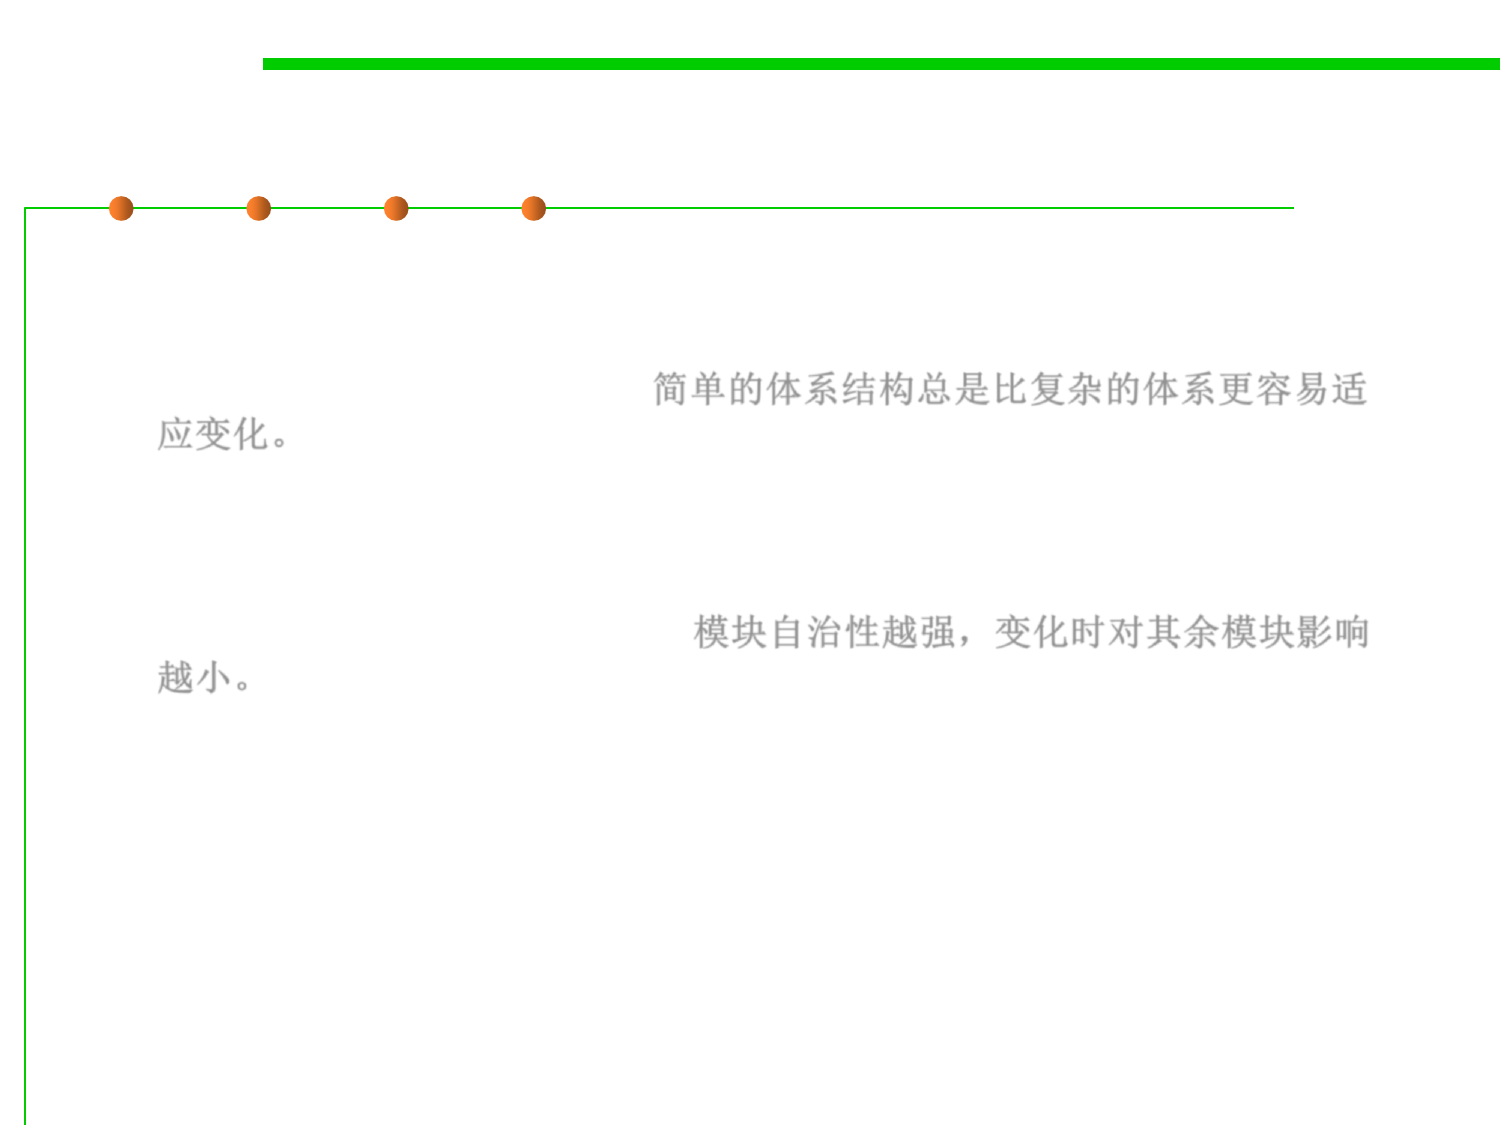 简单的体系结构总是比复杂的体系更容易适
应变化。
模块自治性越强，变化时对其余模块影响
越小。